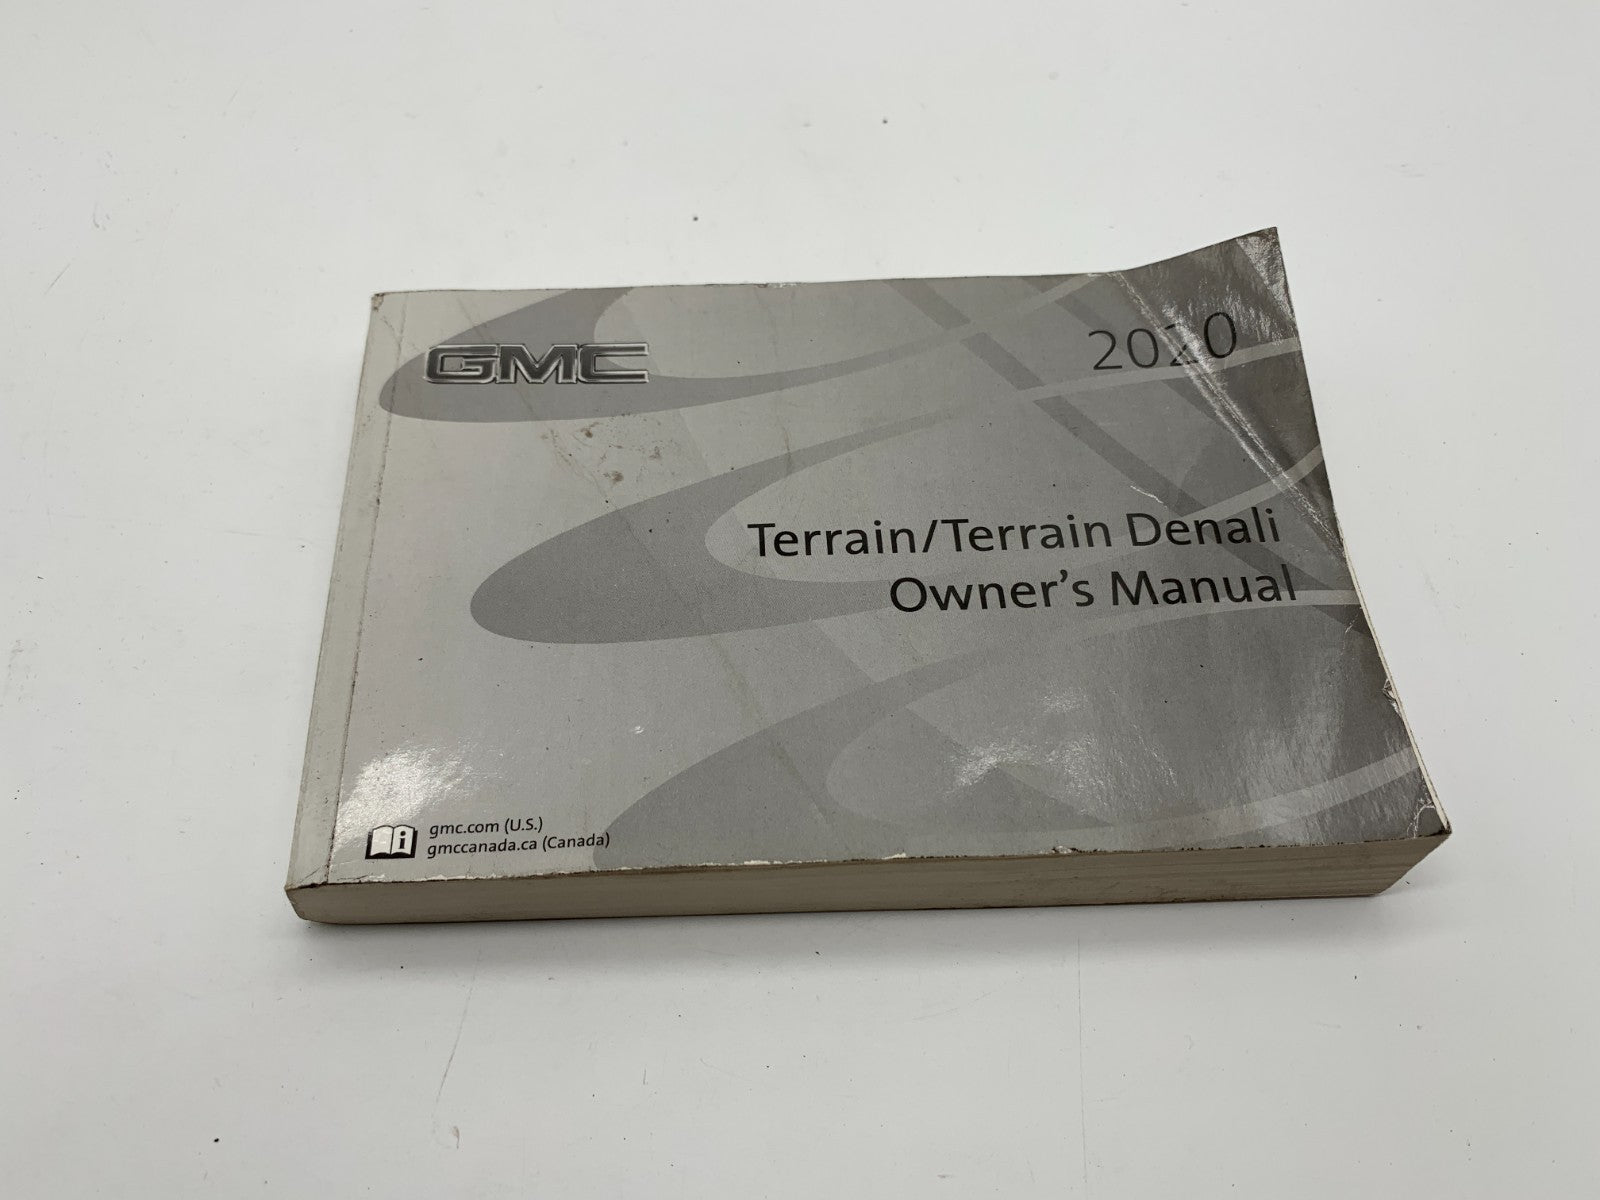 GMC
2020
Terrain/Terrain Denali
Owner's Manual
i
gmc.com (U.S.)
gmccanada.ca (Canada)